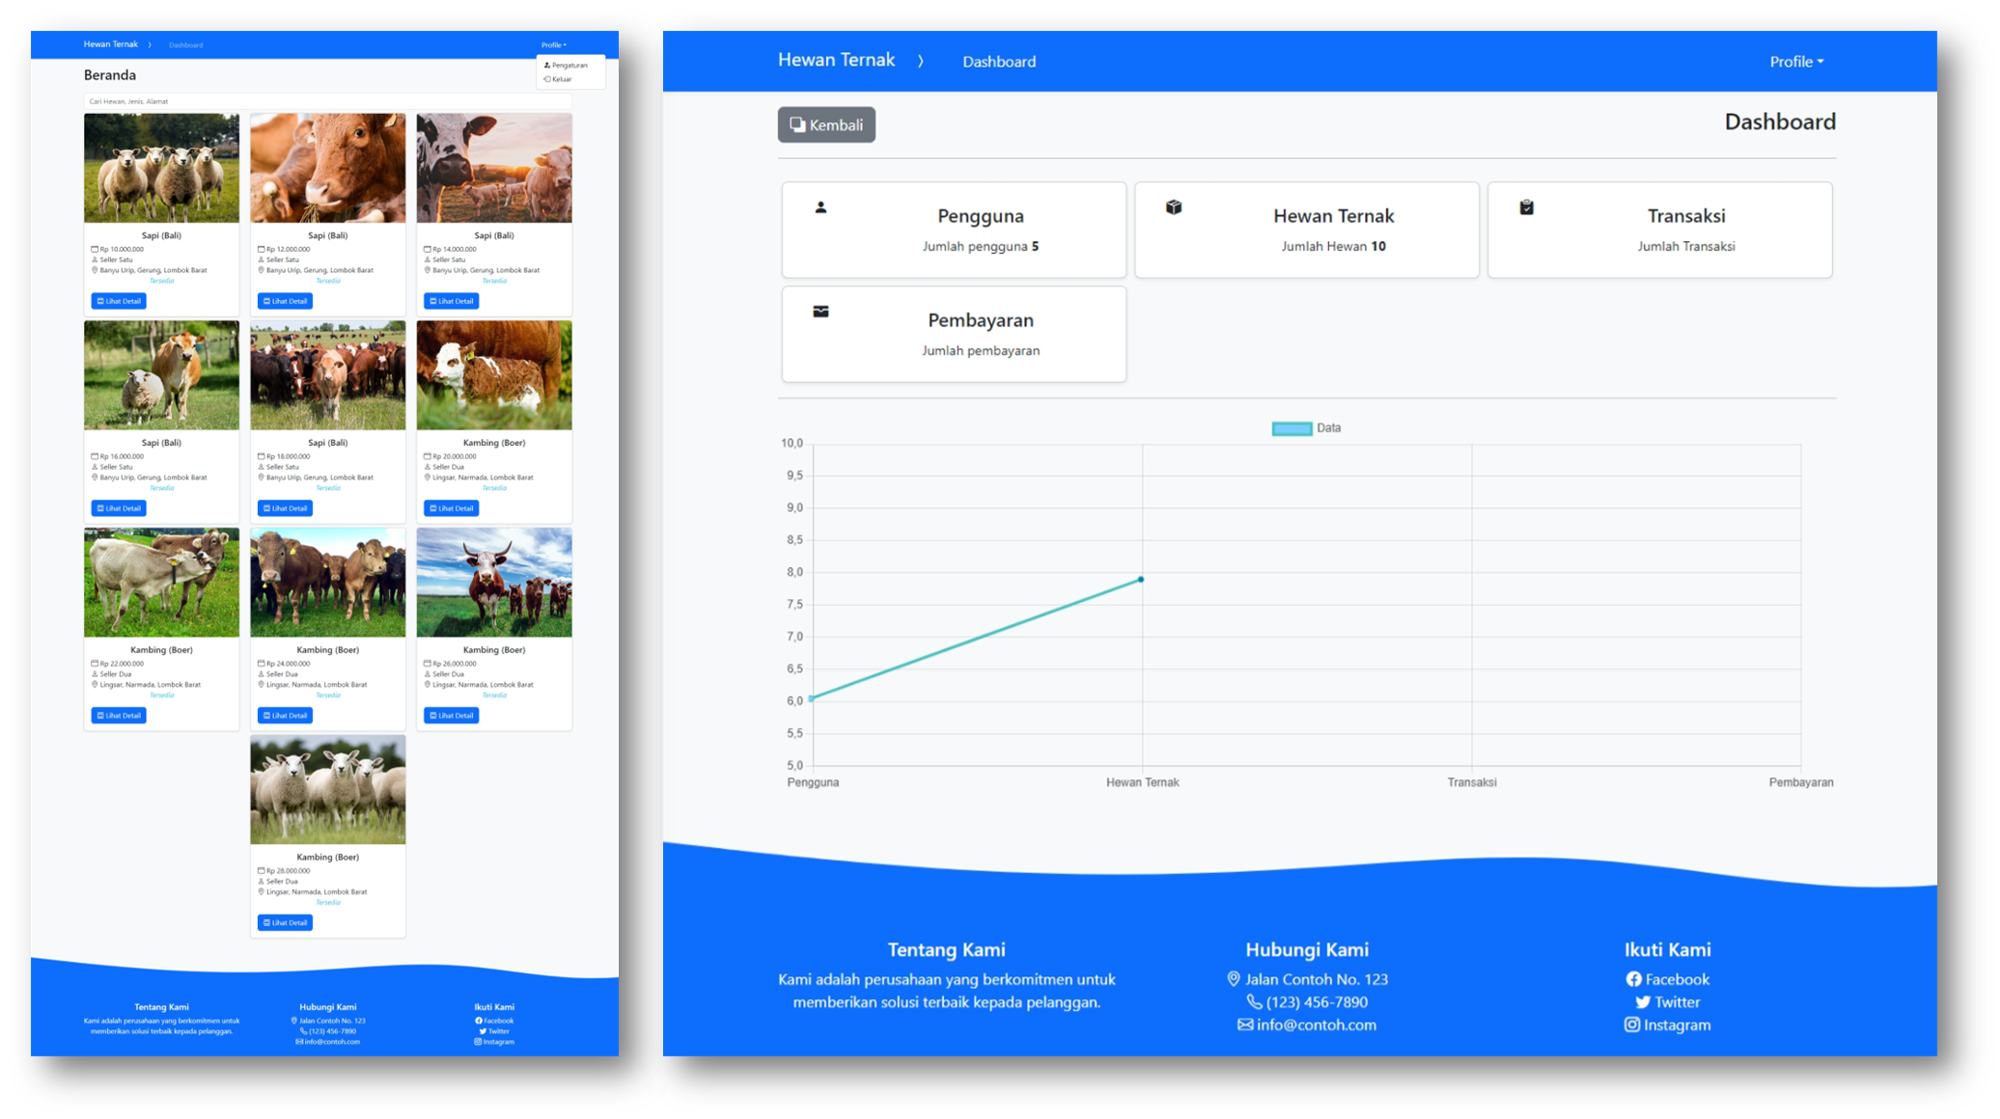 Hewan Ternak 〉 Dashboard Profile
Pengaturan
Keluar
Beranda
Cari Hewan, Jenis, Alamat
Sapi (Bali)
Rp 10.000.000
Seller Satu
Banyu Urip, Gerung, Lombok Barat
Tersedia
Lihat Detail
Sapi (Bali)
Rp 12.000.000
Seller Satu
Banyu Urip, Gerung, Lombok Barat
Tersedia
Lihat Detail
Sapi (Bali)
Rp 14.000.000
Seller Satu
Banyu Urip, Gerung, Lombok Barat
Tersedia
Lihat Detail
Sapi (Bali)
Rp 16.000.000
Seller Satu
Banyu Urip, Gerung, Lombok Barat
Tersedia
Lihat Detail
Sapi (Bali)
Rp 18.000.000
Seller Satu
Banyu Urip, Gerung, Lombok Barat
Tersedia
Lihat Detail
Kambing (Boer)
Rp 20.000.000
Seller Dua
Lingsar, Narmada, Lombok Barat
Tersedia
Lihat Detail
Kambing (Boer)
Rp 22.000.000
Seller Dua
Lingsar, Narmada, Lombok Barat
Tersedia
Lihat Detail
Kambing (Boer)
Rp 24.000.000
Seller Dua
Lingsar, Narmada, Lombok Barat
Tersedia
Lihat Detail
Kambing (Boer)
Rp 26.000.000
Seller Dua
Lingsar, Narmada, Lombok Barat
Tersedia
Lihat Detail
Kambing (Boer)
Rp 28.000.000
Seller Dua
Lingsar, Narmada, Lombok Barat
Tersedia
Lihat Detail
Tentang Kami
Kami adalah perusahaan yang berkomitmen untuk
memberikan solusi terbaik kepada pelanggan.
Hubungi Kami
Jalan Contoh No. 123
(123) 456-7890
info@contoh.com
Ikuti Kami
Facebook
Twitter
Instagram
Hewan Ternak 〉 Dashboard Profile
Kembali
Dashboard
Pengguna
Jumlah pengguna 5
Hewan Ternak
Jumlah Hewan 10
Transaksi
Jumlah Transaksi
Pembayaran
Jumlah pembayaran
Data
10,0
9,5
9,0
8,5
8,0
7,5
7,0
6,5
6,0
5,5
5,0
Pengguna Hewan Ternak Transaksi Pembayaran
Tentang Kami
Kami adalah perusahaan yang berkomitmen untuk
memberikan solusi terbaik kepada pelanggan.
Hubungi Kami
Jalan Contoh No. 123
(123) 456-7890
info@contoh.com
Ikuti Kami
Facebook
Twitter
Instagram